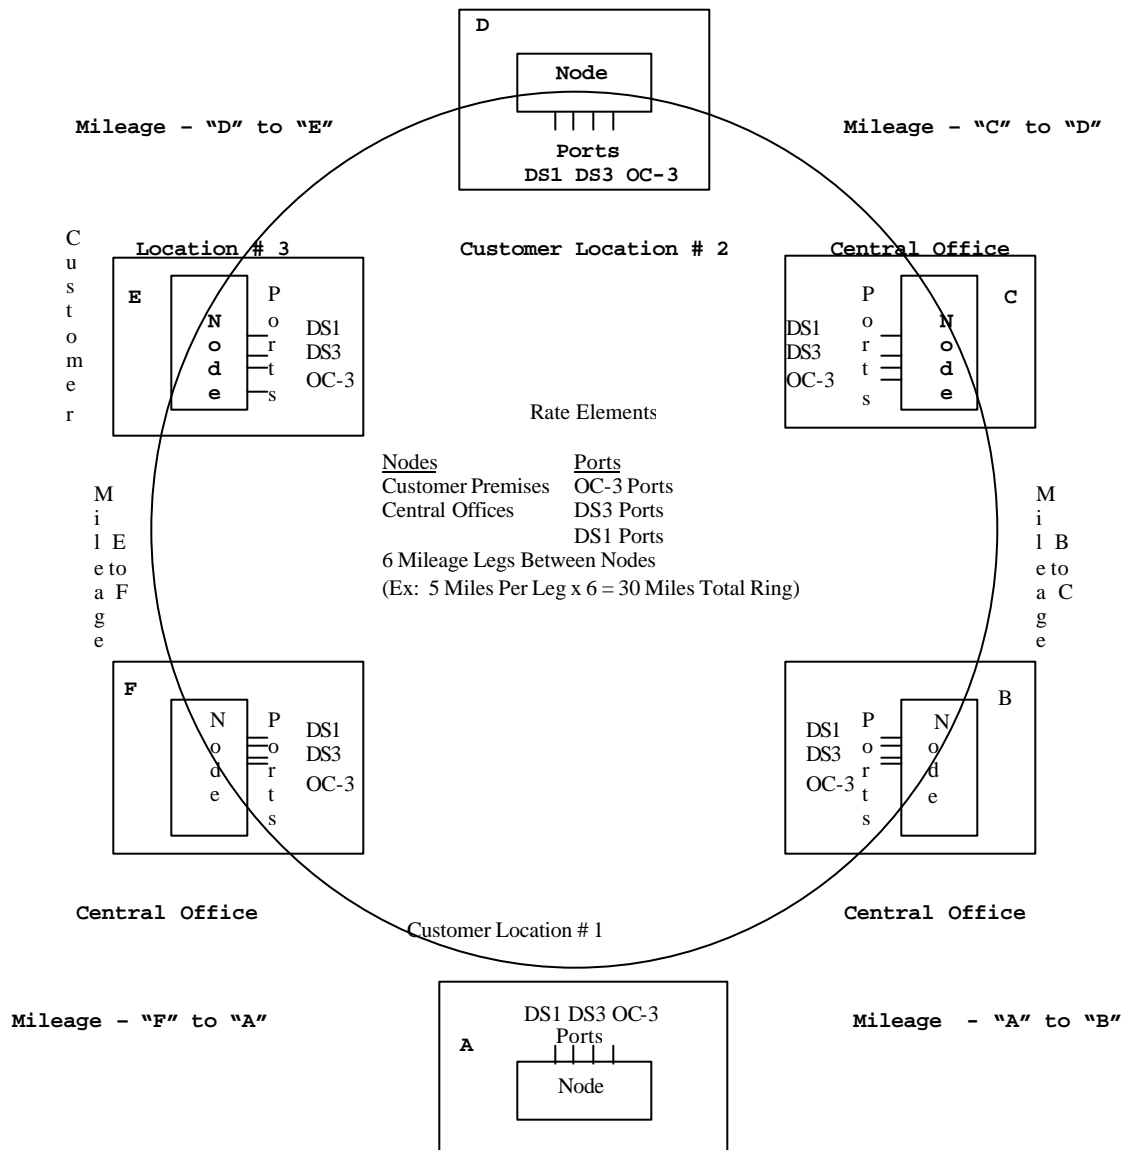 D
Node
Mileage – “D” to “E”
Mileage – “C” to “D”
Ports
DS1 DS3 OC-3
Customer
Location # 3
Customer Location # 2
Central Office
E
Node
Ports
DS1
DS3
OC-3
DS1
DS3
OC-3
Ports
Node
C
Rate Elements
Nodes
Ports
Customer Premises
OC-3 Ports
Central Offices
DS3 Ports
DS1 Ports
6 Mileage Legs Between Nodes
(Ex: 5 Miles Per Leg x 6 = 30 Miles Total Ring)
Mileage
E to F
Mileage
B to C
F
Node
Ports
DS1
DS3
OC-3
DS1
DS3
OC-3
Ports
Node
B
Central Office
Central Office
Customer Location # 1
Mileage – “F” to “A”
Mileage - “A” to “B”
DS1 DS3 OC-3
Ports
A
Node